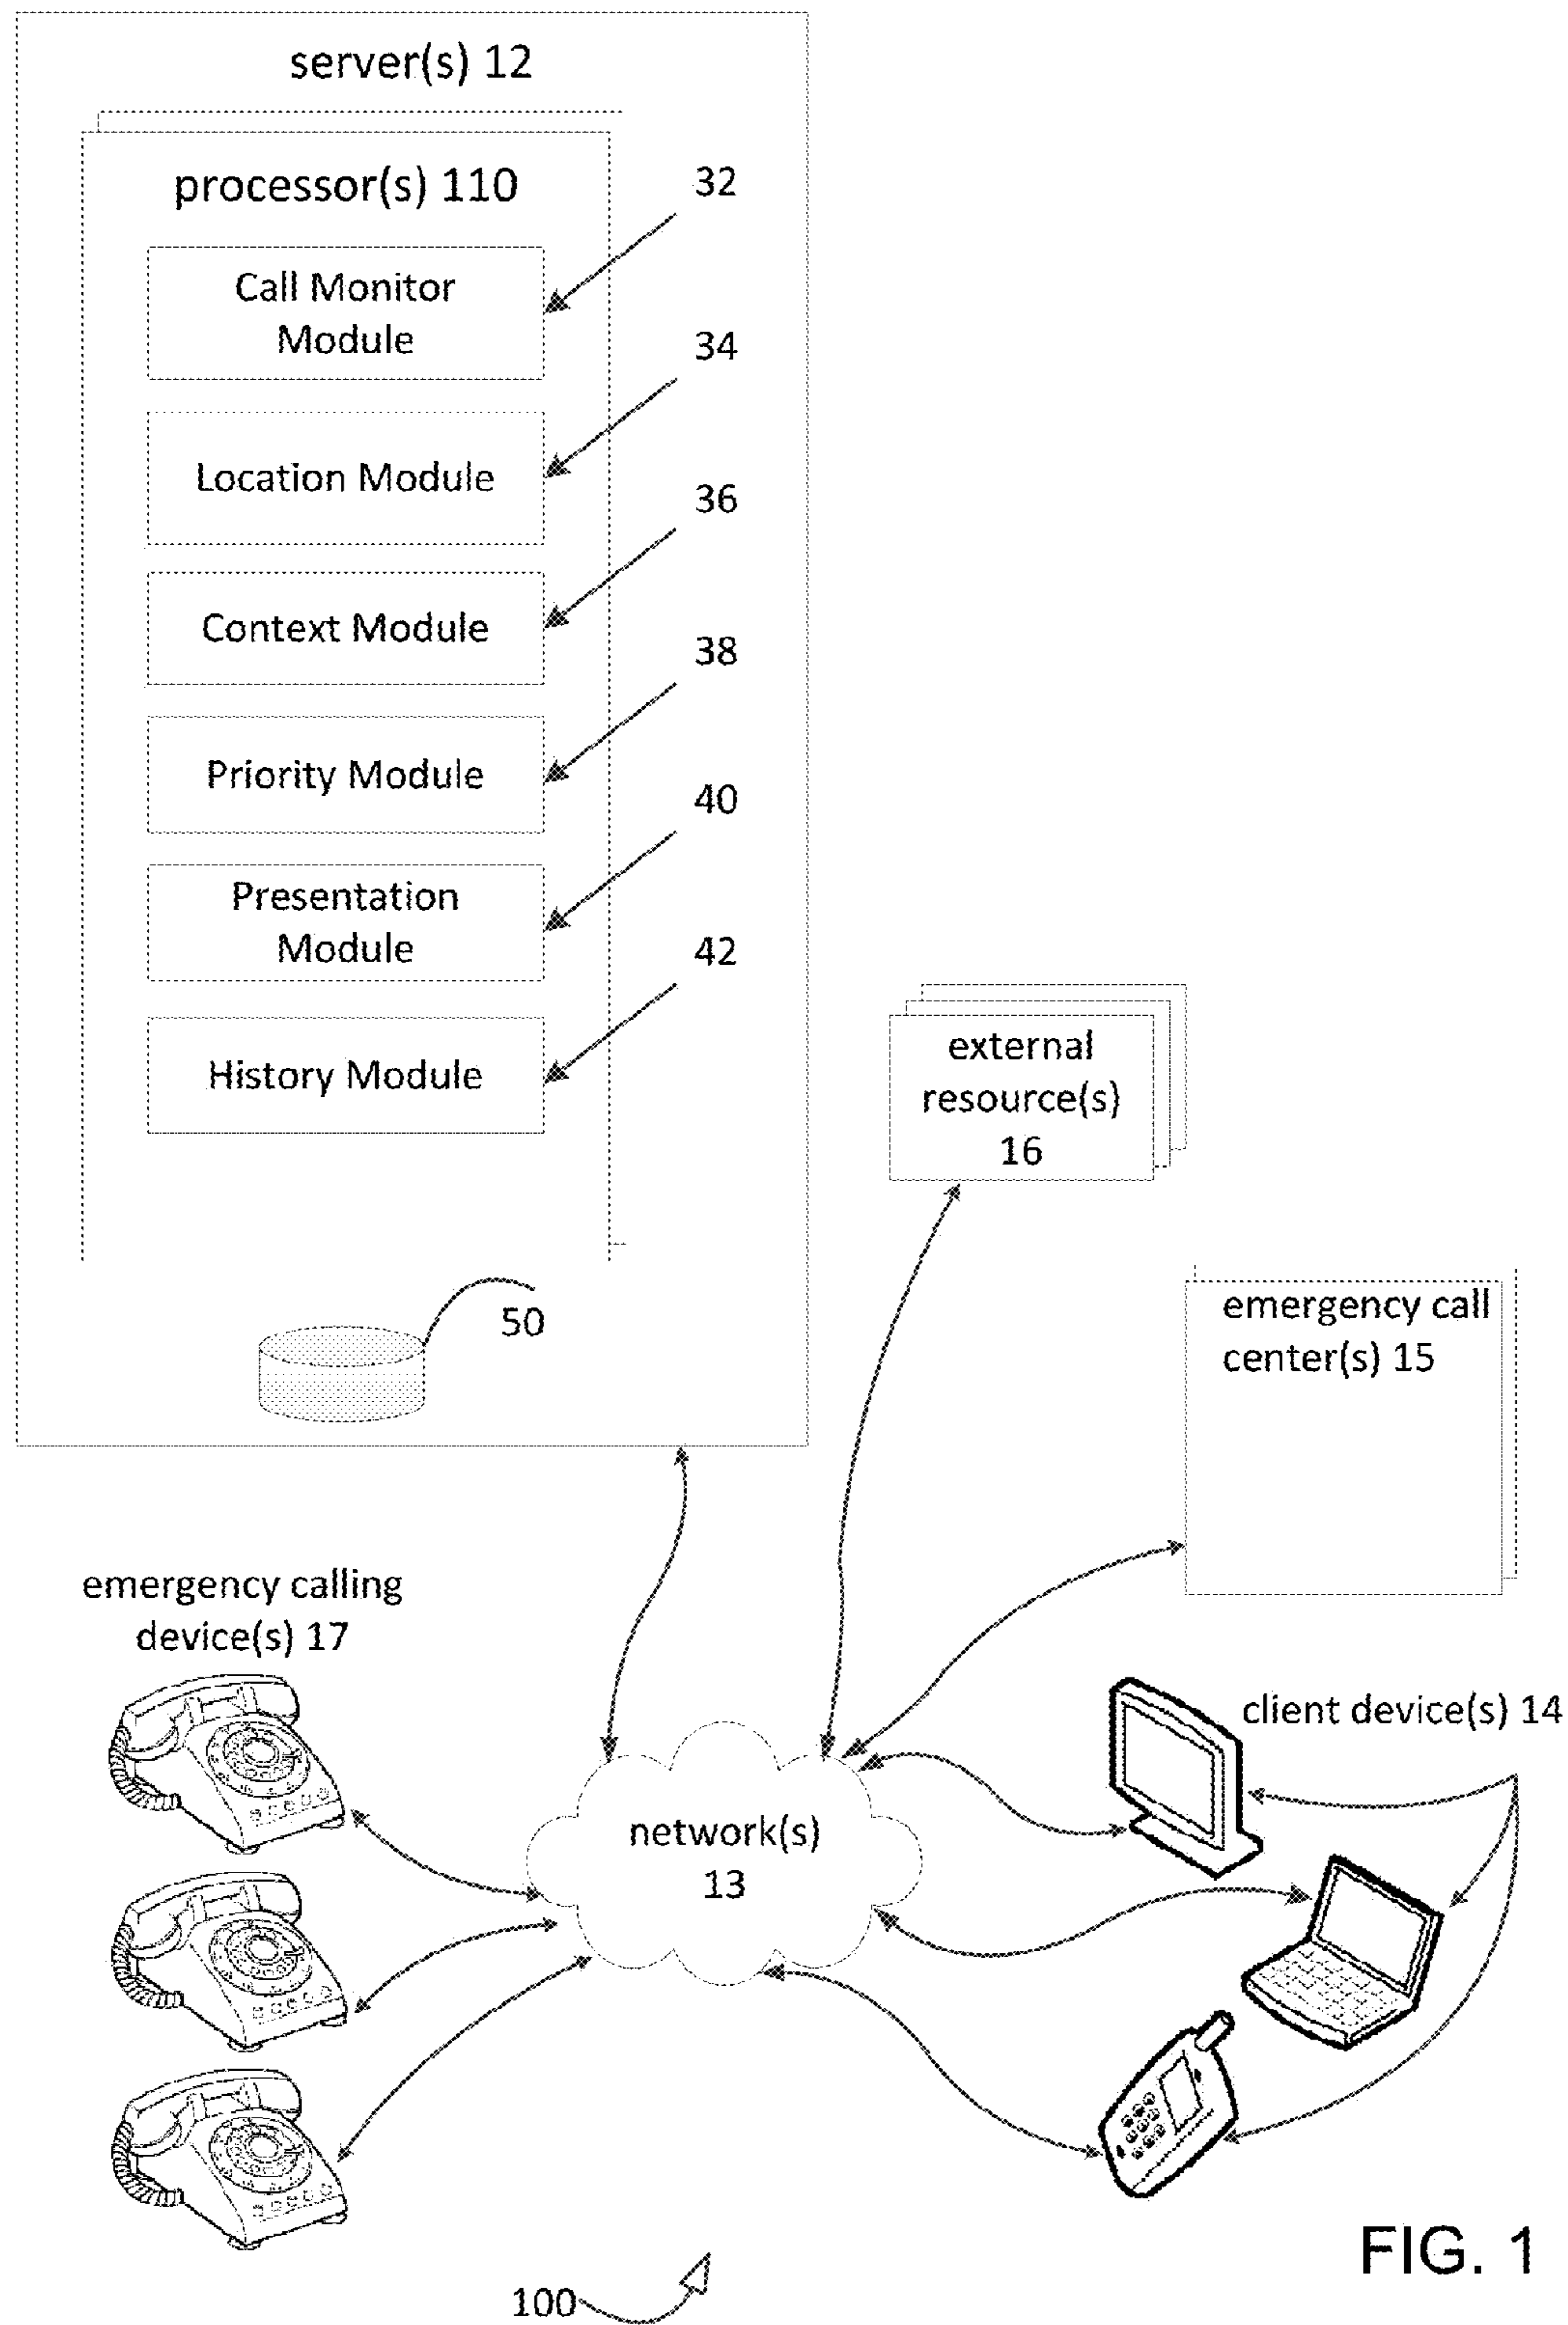 server(s) 12
processor(s) 110
32
Call Monitor
Module
34
Location Module
36
Context Module
38
Priority Module
40
Presentation
Module
42
History Module
50
external
resource(s)
16
emergency call
center(s) 15
emergency calling
device(s) 17
client device(s) 14
network(s)
13
100
FIG. 1